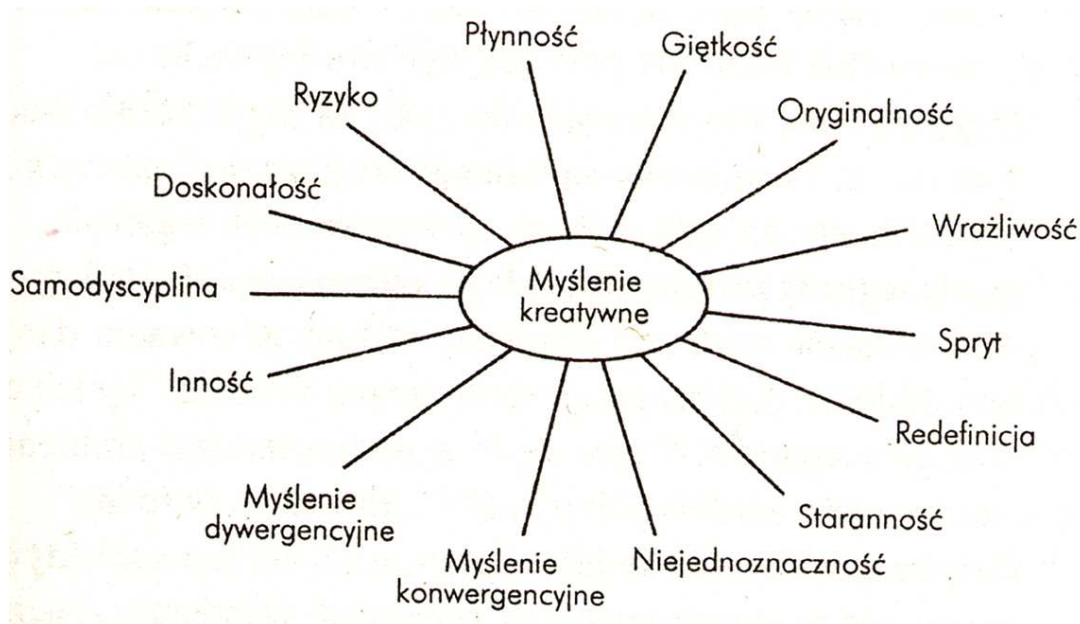 Płynność
Giętkość
Ryzyko
Oryginalność
Doskonałość
Wrażliwość
Samodyscyplina
Myślenie
kreatywne
Spryt
Inność
Redefinicja
Myślenie
dywergencyjne
Staranność
Myślenie
konwergencyjne
Niejednoznaczność